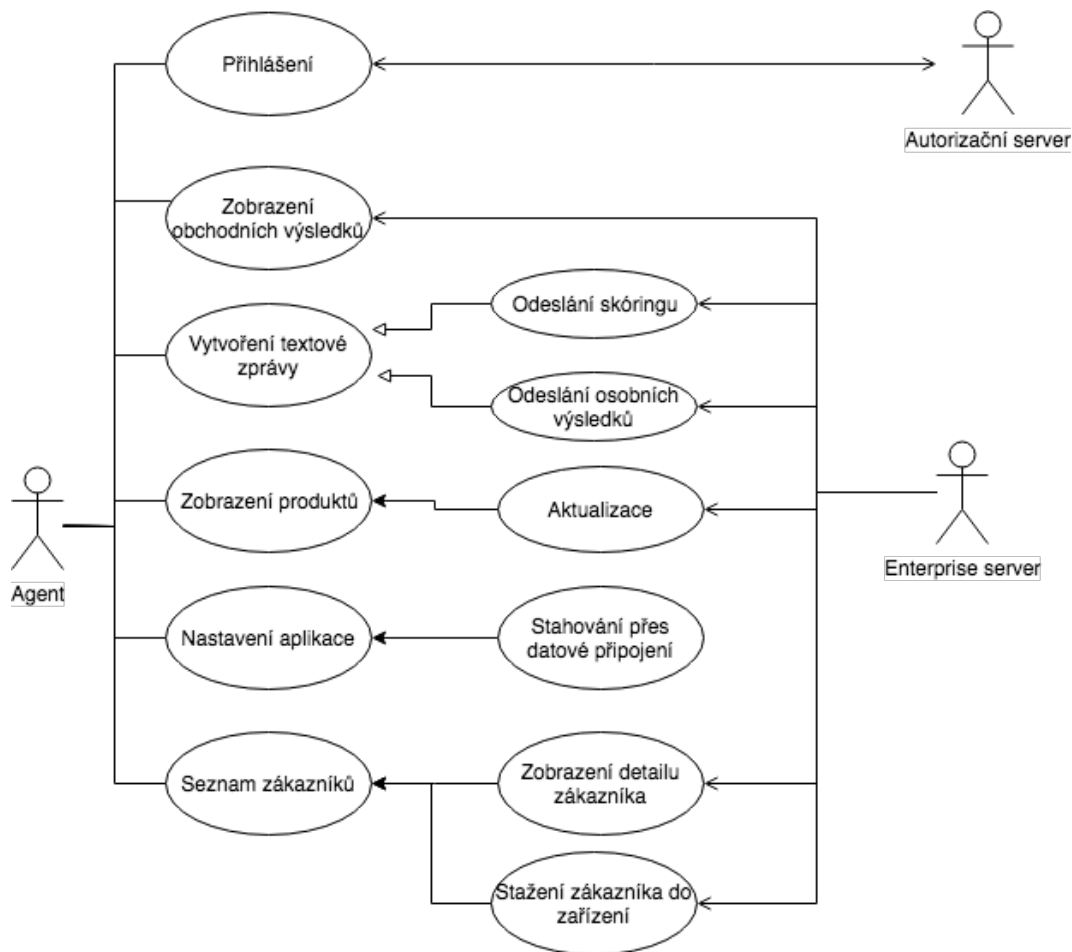 Přihlášení
Autorizační server
Zobrazení
obchodních výsledků
Odeslání skóringu
Vytvoření textové
zprávy
Odeslání osobních
výsledků
Zobrazení produktů
Aktualizace
Agent
Enterprise server
Nastavení aplikace
Stahování přes
datové připojení
Seznam zákazníků
Zobrazení detailu
zákazníka
Stažení zákazníka do
zařízení